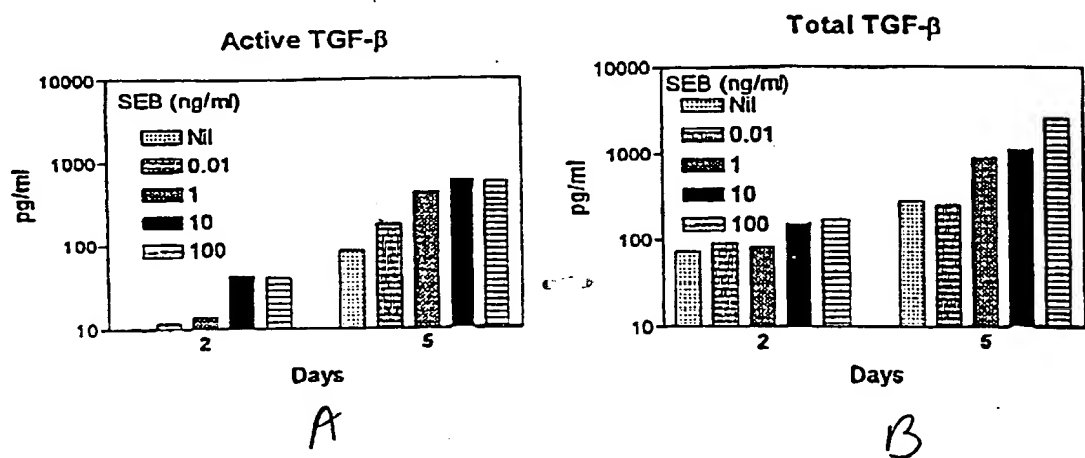 Active TGF-β
10000
1000
100
10
pg/ml
SEB (ng/ml)
Nil
0.01
1
10
100
2
5
Days
A
Total TGF-β
10000
1000
100
10
pg/ml
SEB (ng/ml)
Nil
0.01
1
10
100
2
5
Days
B